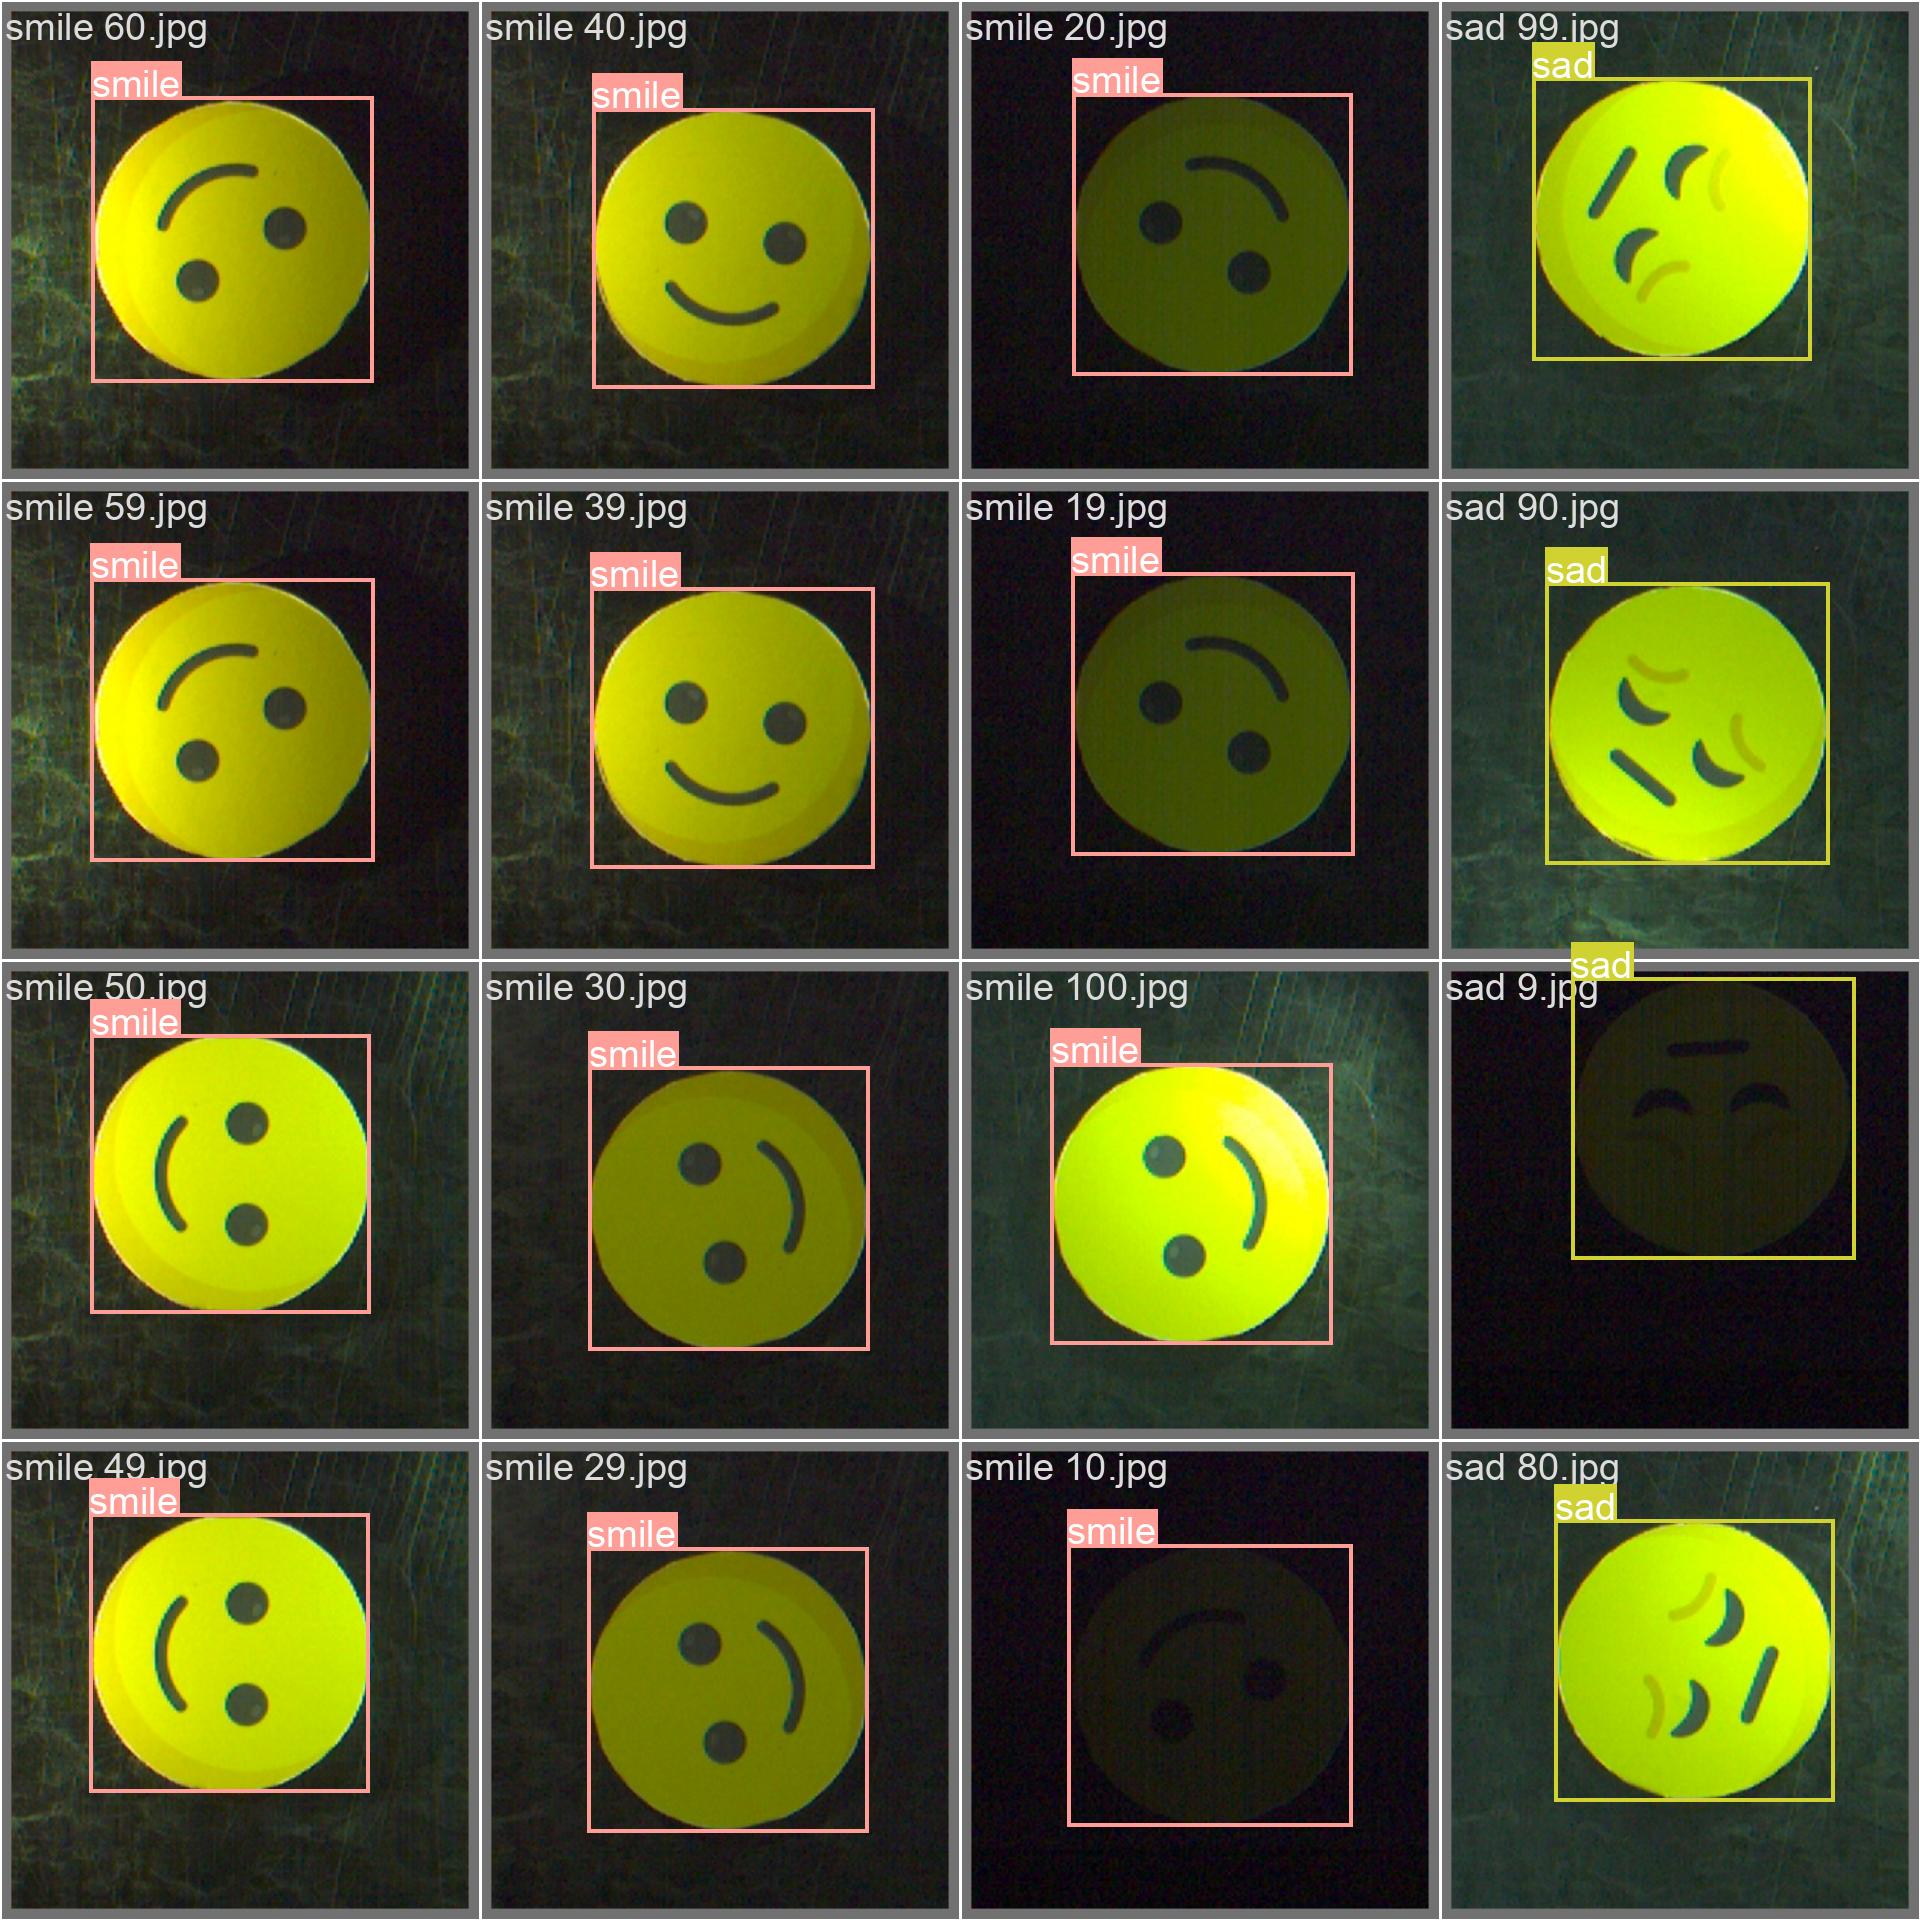 smile 60.jpg
smile
smile 40.jpg
smile
smile 20.jpg
smile
sad 99.jpg
sad
smile 59.jpg
smile
smile 39.jpg
smile
smile 19.jpg
smile
sad 90.jpg
sad
smile 50.jpg
smile
smile 30.jpg
smile
smile 100.jpg
smile
sad 9.jpg
sad
smile 49.jpg
smile
smile 29.jpg
smile
smile 10.jpg
smile
sad 80.jpg
sad